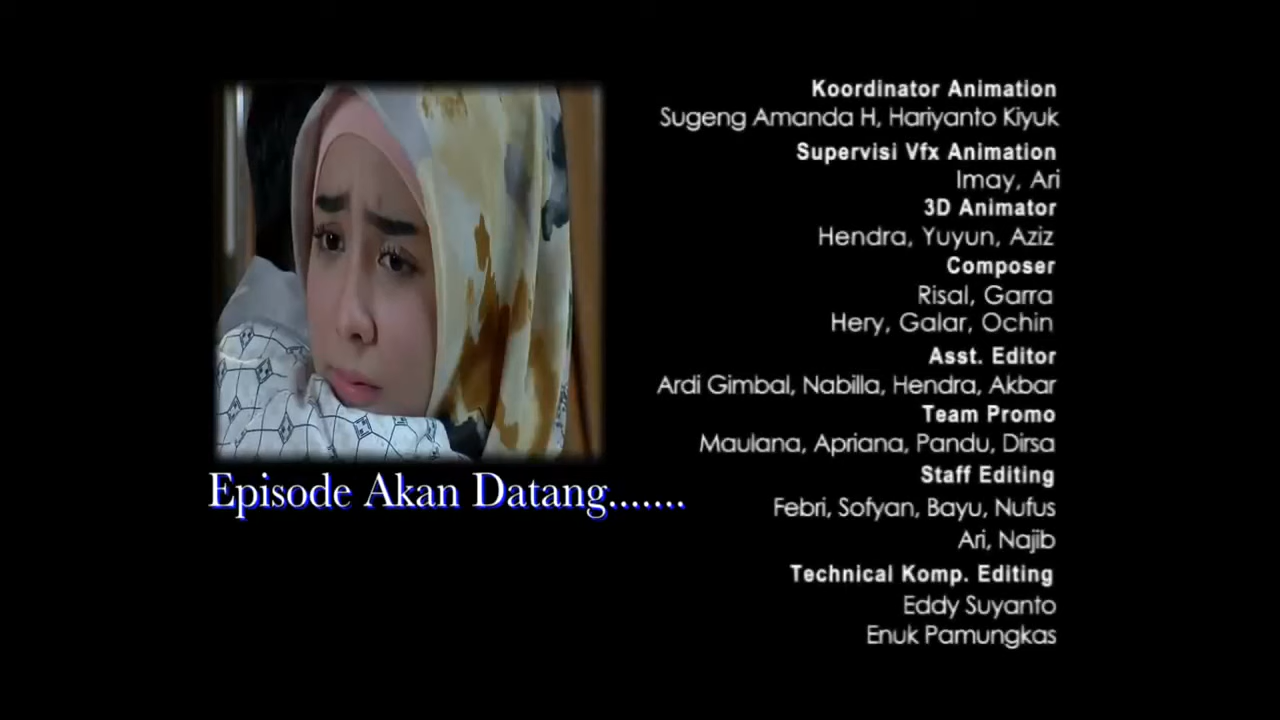 Koordinator Animation
Sugeng Amanda H, Hariyanto Kiyuk
Supervisi Vfx Animation
Imay, Ari
3D Animator
Hendra, Yuyun, Aziz
Composer
Risal, Garra
Hery, Galar, Ochin
Asst. Editor
Ardi Gimbal, Nabilla, Hendra, Akbar
Team Promo
Maulana, Apriana, Pandu, Dirsa
Staff Editing
Febri, Sofyan, Bayu, Nufus
Ari, Najib
Technical Komp. Editing
Eddy Suyanto
Enuk Pamungkas
Episode Akan Datang.......